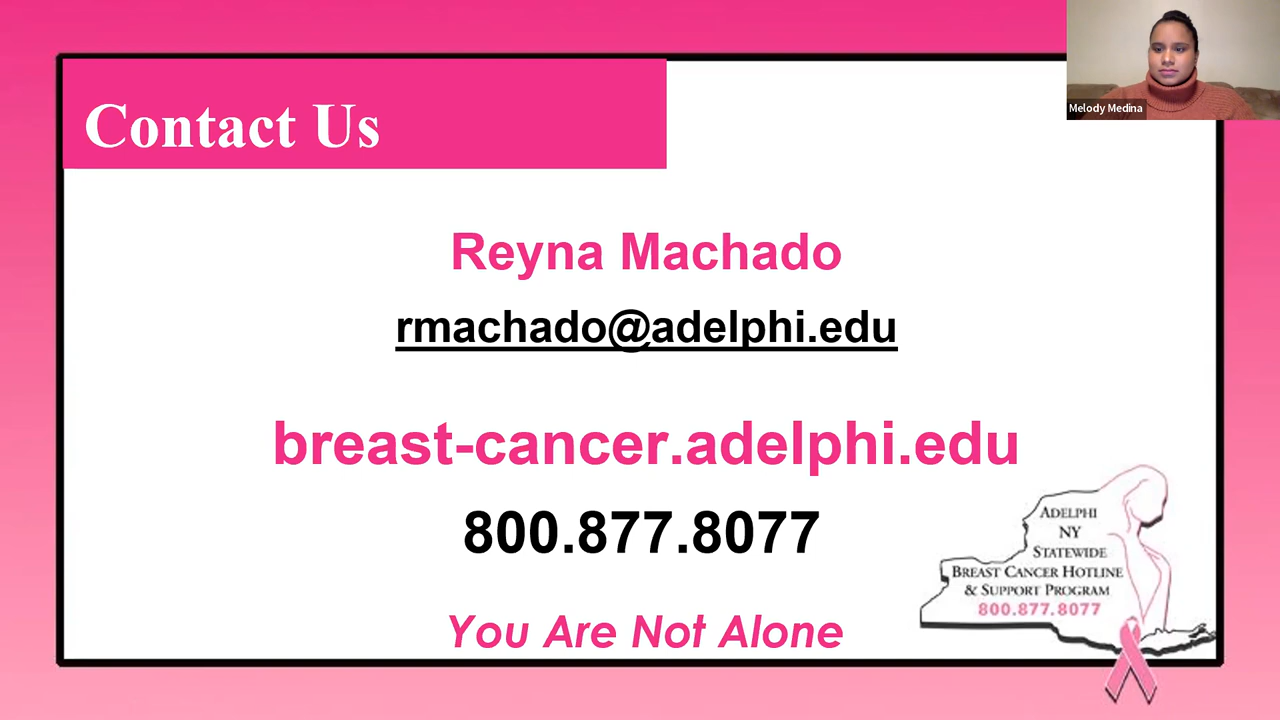 Melody Medina
Contact Us
Reyna Machado
rmachado@adelphi.edu
breast-cancer.adelphi.edu
800.877.8077
You Are Not Alone
ADELPHI
NY
STATEWIDE
BREAST CANCER HOTLINE
& SUPPORT PROGRAM
800.877.8077